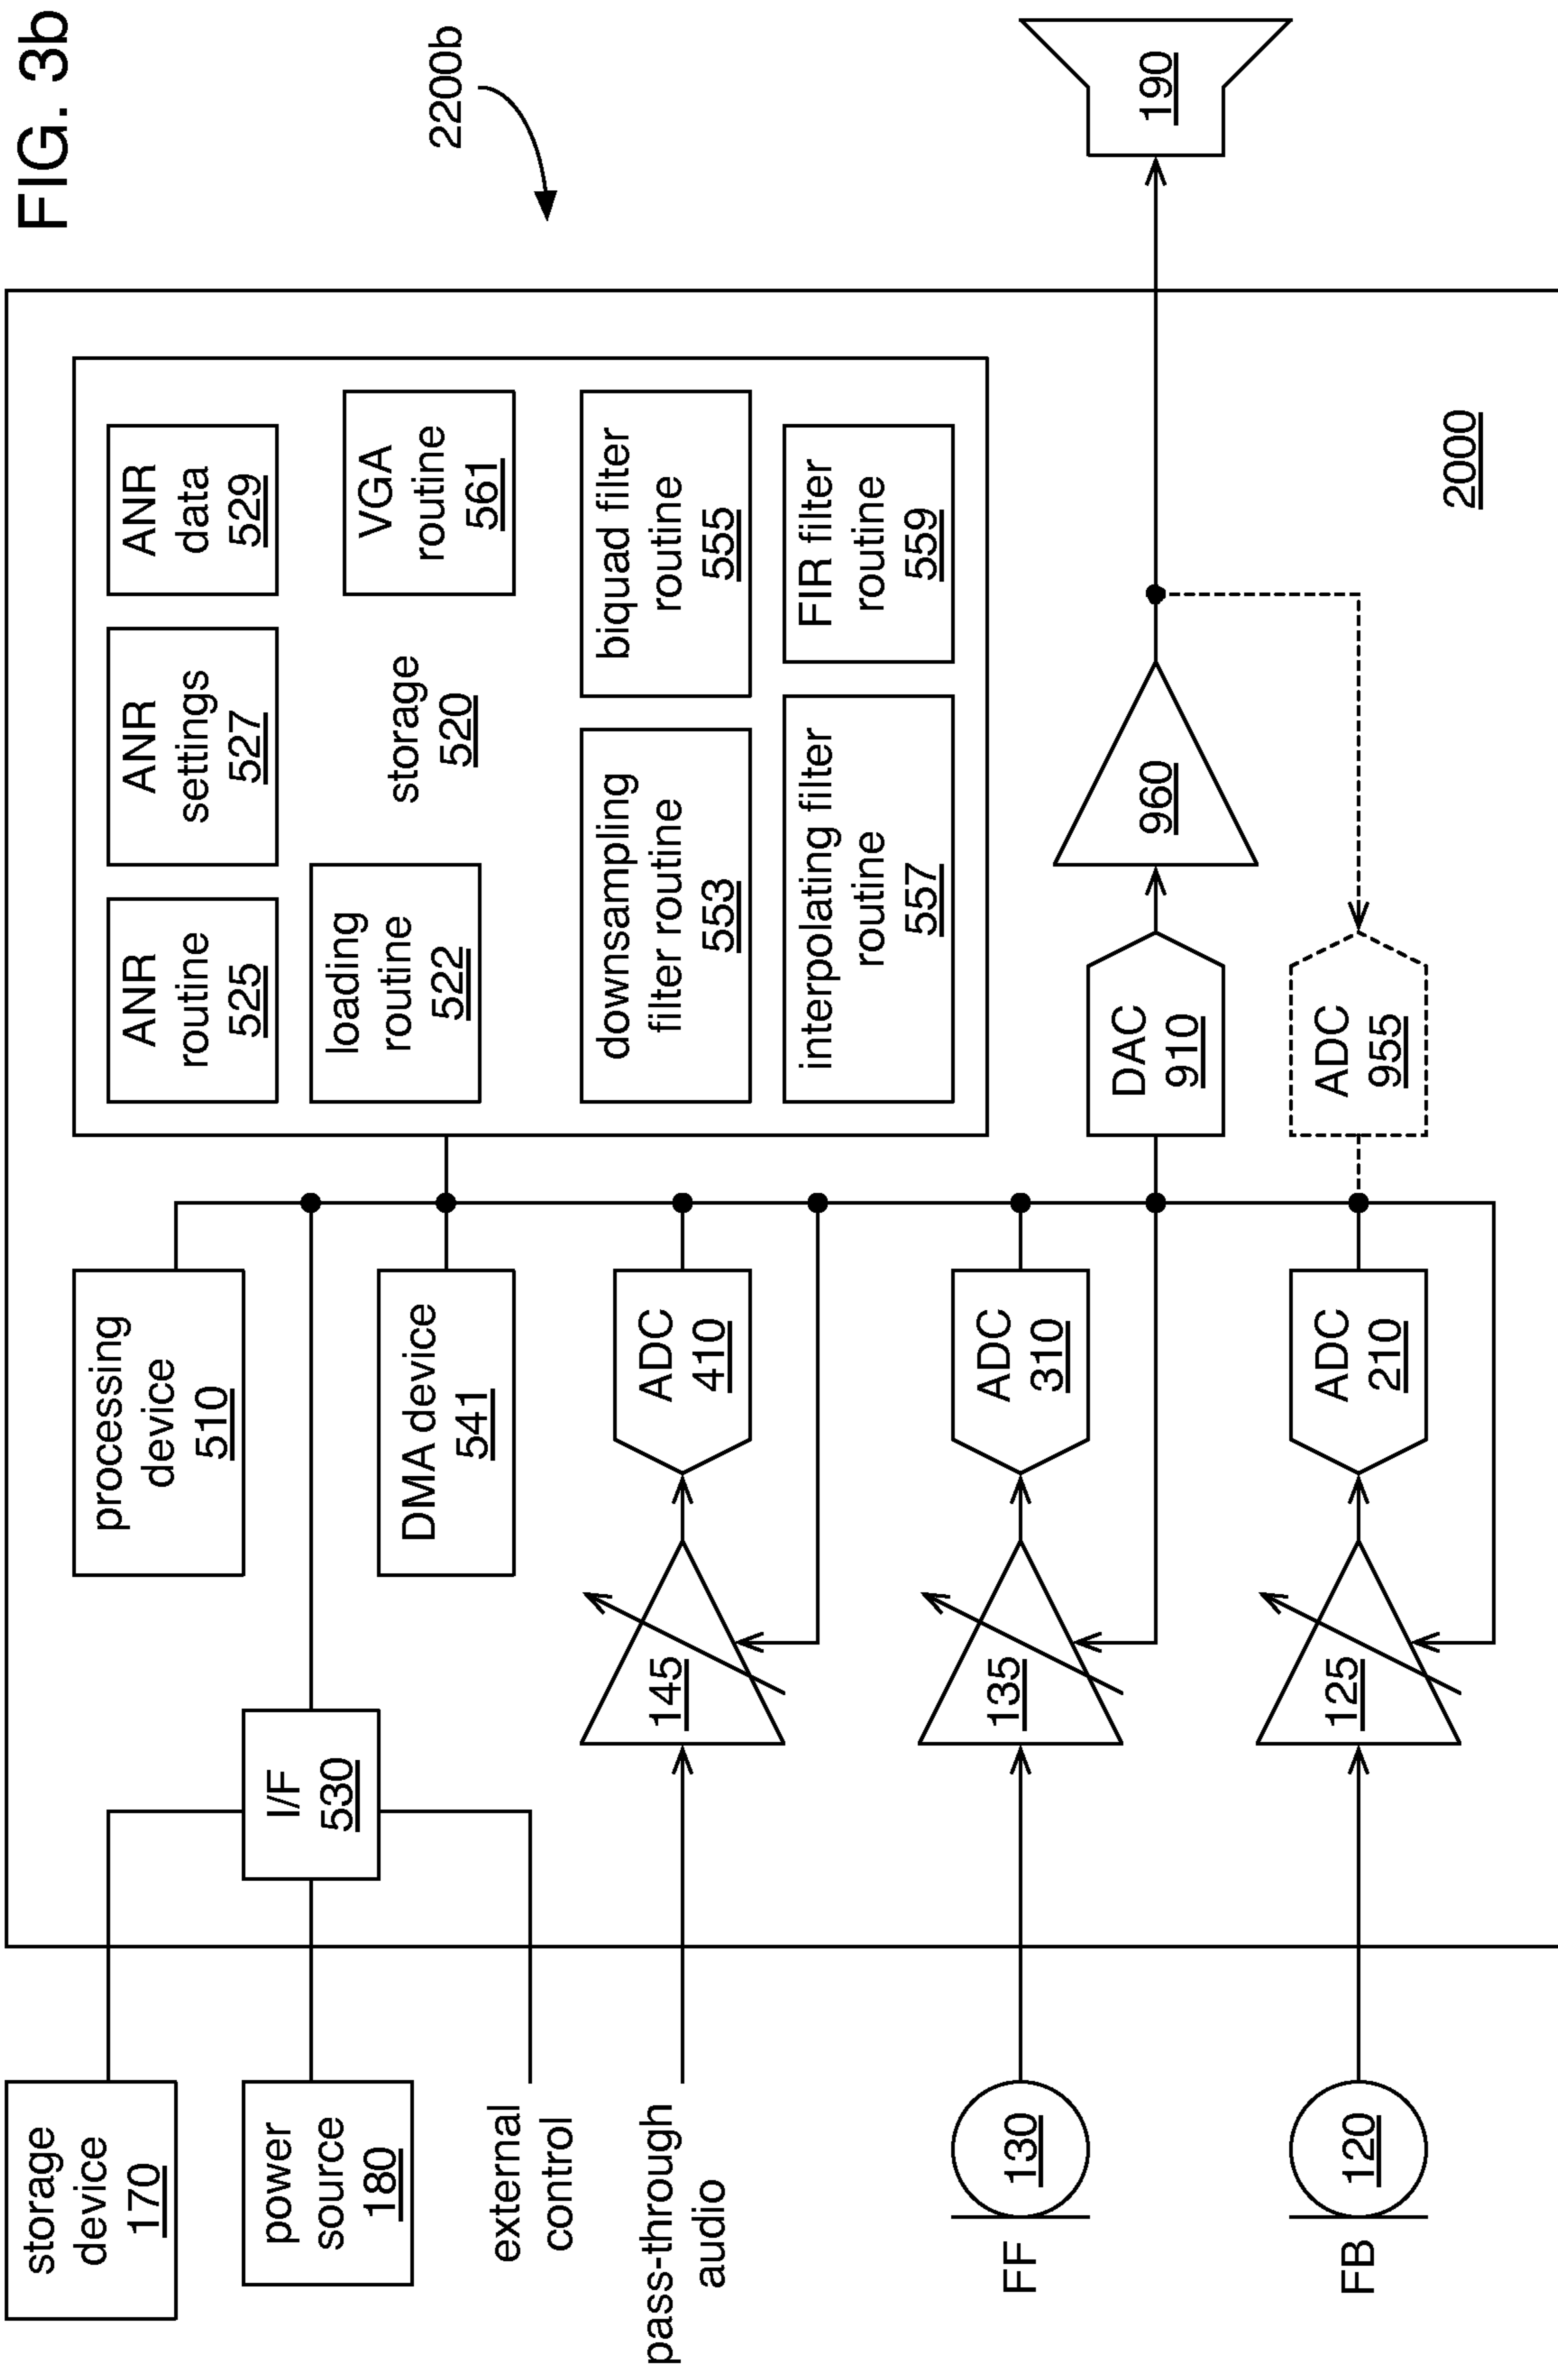 FIG. 3b
2200b
storage
device
170
power
source
180
external
control
pass-through
audio
FF
130
FB
120
I/F
530
processing
device
510
DMA device
541
145
ADC
410
135
ADC
310
125
ADC
210
ANR
routine
525
ANR
settings
527
ANR
data
529
loading
routine
522
storage
520
VGA
routine
561
downsampling
filter routine
553
biquad filter
routine
555
interpolating filter
routine
557
FIR filter
routine
559
DAC
910
960
ADC
955
190
2000